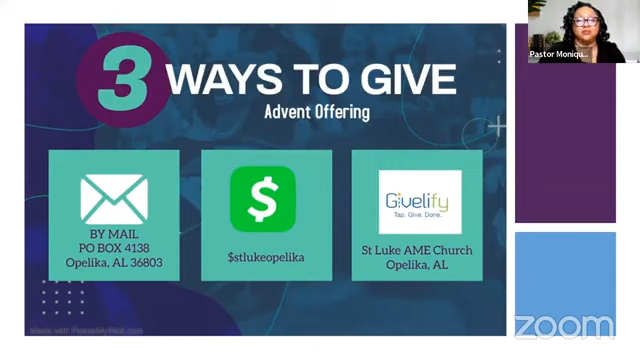 3 WAYS TO GIVE
Advent Offering
BY MAIL
PO BOX 4138
Opelika, AL 36803
$
$stlukeopelika
Givelify
Tap. Give. Done.
St Luke AME Church
Opelika, AL
Made with PosterMyWall.com
Pastor Moniqu...
zoom